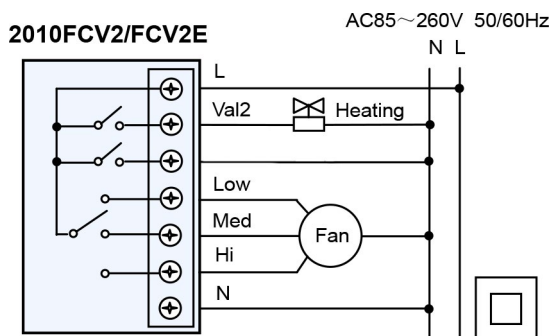 AC85～260V 50/60Hz
2010FCV2/FCV2E
N L
L
Val2 Heating
Low
Med
Fan
Hi
N